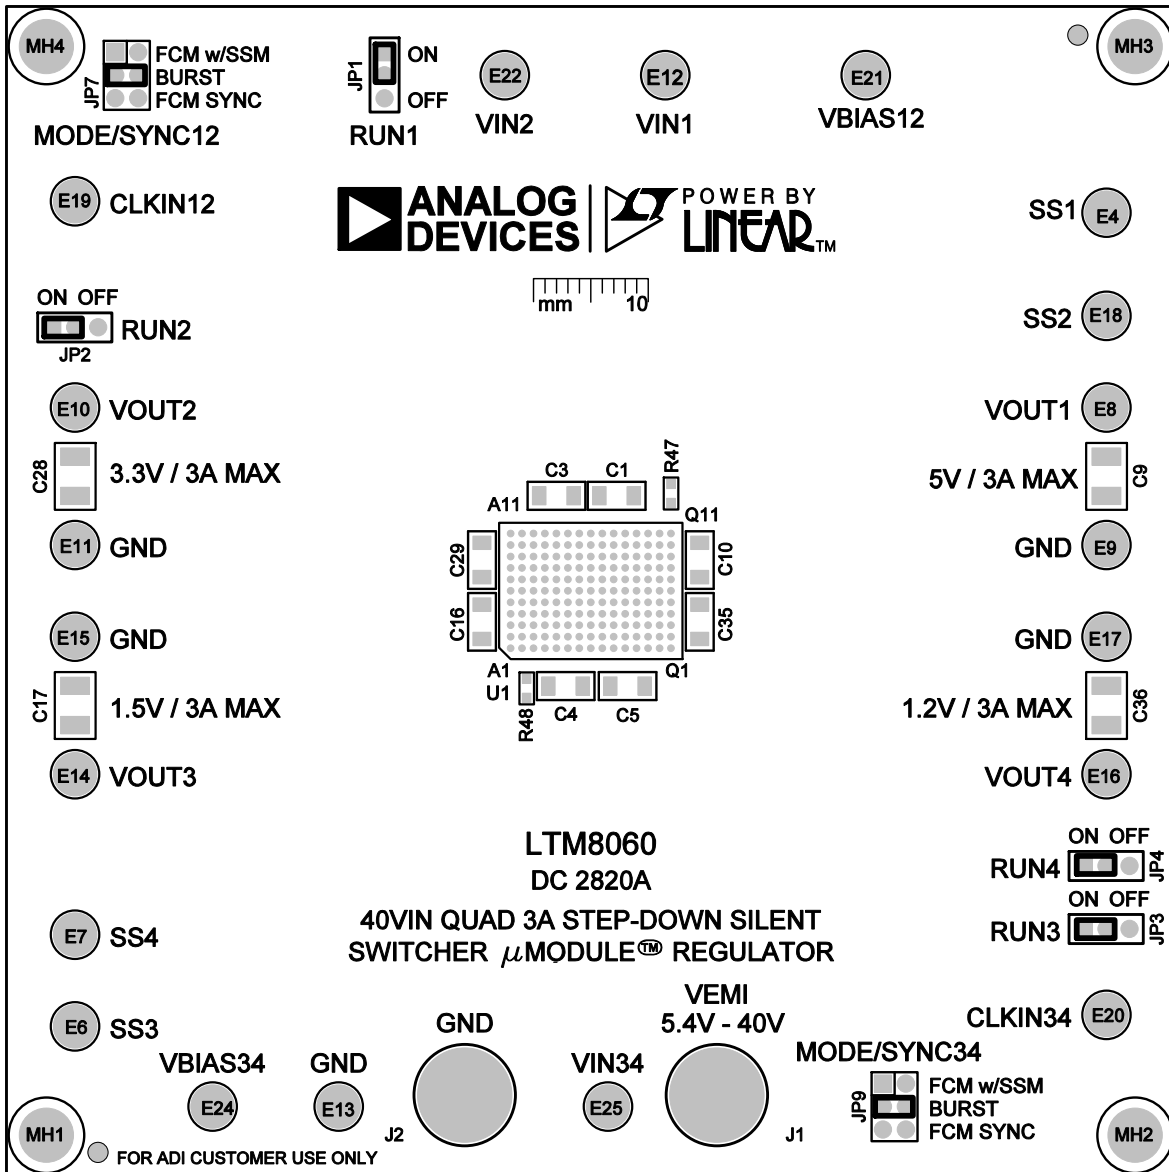 MH4
JP7
FCM w/SSM
BURST
FCM SYNC
MODE/SYNC12
JP1
ON
OFF
RUN1
E22
VIN2
E12
VIN1
E21
VBIAS12
MH3
E19 CLKIN12
ANALOG
DEVICES
POWER BY
LINEAR™
SS1 E4
mm 10
ON OFF
RUN2
JP2
SS2 E18
E10 VOUT2
VOUT1 E8
C28
3.3V / 3A MAX
5V / 3A MAX
C9
E11 GND
GND E9
C3 C1 R47
A11 Q11
C29 C10
C16 C35
A1 Q1
U1
R48 C4 C5
E15 GND
GND E17
C17
1.5V / 3A MAX
1.2V / 3A MAX
C36
E14 VOUT3
VOUT4 E16
LTM8060
DC 2820A
40VIN QUAD 3A STEP-DOWN SILENT
SWITCHER µMODULE™ REGULATOR
ON OFF
RUN4 JP4
ON OFF
RUN3 JP3
E7 SS4
E6 SS3
CLKIN34 E20
VBIAS34
E24
GND
E13
GND
J2
VIN34
E25
VEMI
5.4V - 40V
J1
MODE/SYNC34
JP9
FCM w/SSM
BURST
FCM SYNC
MH1
FOR ADI CUSTOMER USE ONLY
MH2